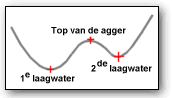 Top van de agger
2de laagwater
1e laagwater